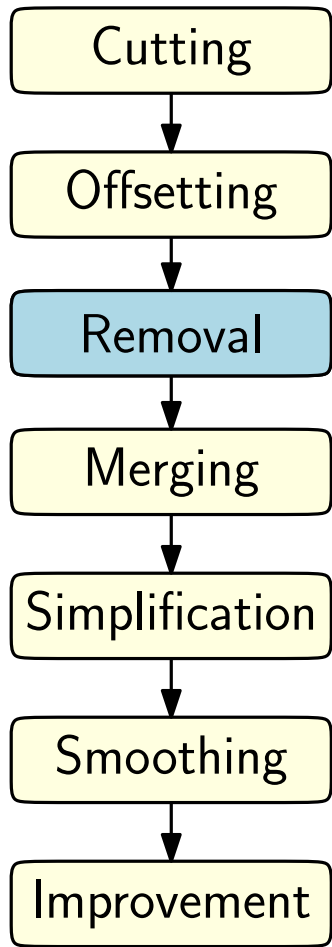 Cutting
Offsetting
Removal
Merging
Simplification
Smoothing
Improvement